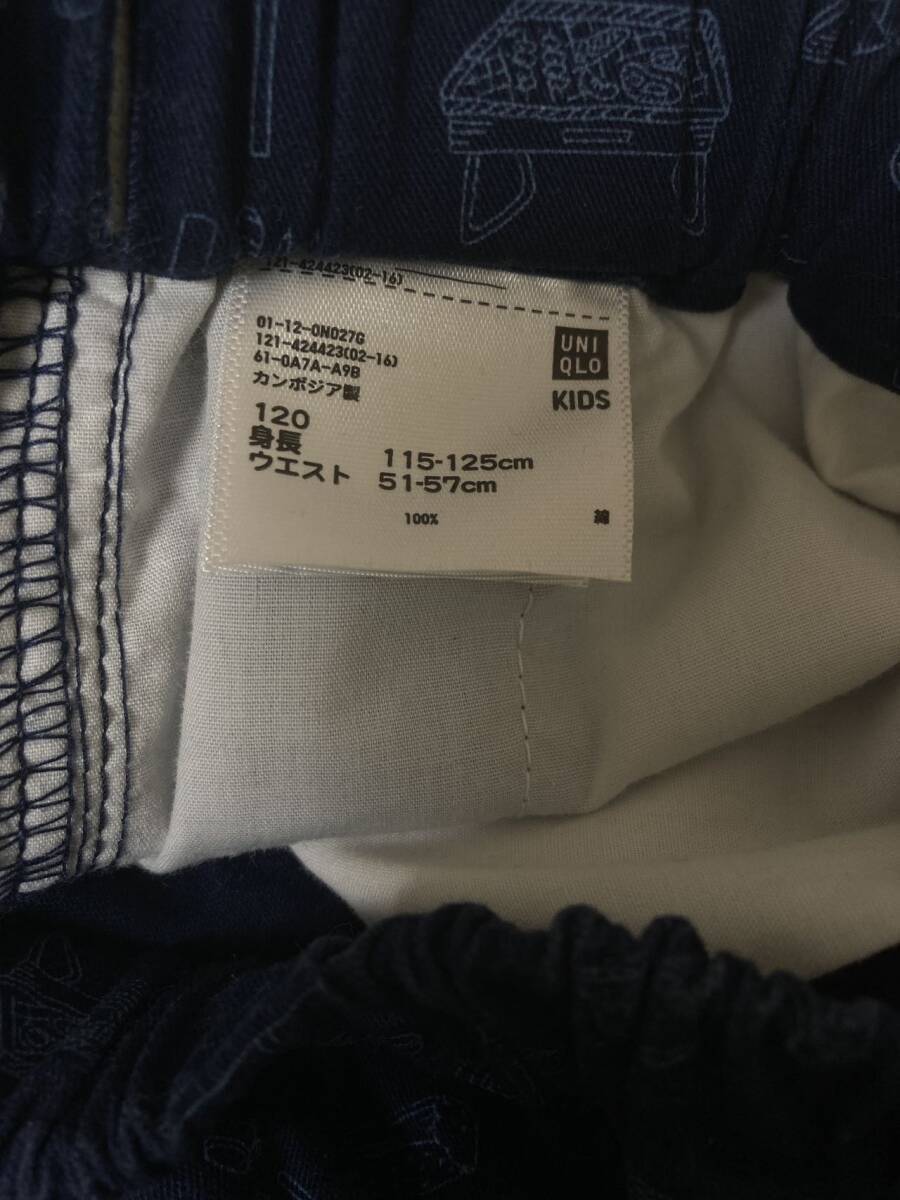 121-424423(02-16)
01-12-0N027G
121-424423(02-16)
61-0A7A-A9B
カンボジア製
UNI
QLO
KIDS
120
身長 115-125cm
ウエスト 51-57cm
100% 綿